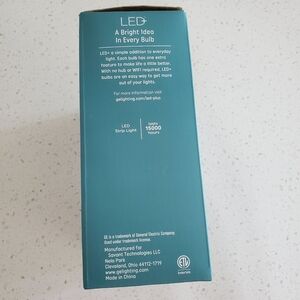 LED+
A Bright Idea
In Every Bulb
LED+ a simple addition to everyday
light. Each bulb has one extra
feature to make life a little better.
With no hub or WiFi required, LED+
bulbs are an easy way to get more
out of your lights.
For more information visit
gelighting.com/led-plus
LED
Strip Light
Lasts
15000
hours
GE is a trademark of General Electric Company.
Used under trademark license.
Manufactured for
Savant Technologies LLC
Nela Park
Cleveland, Ohio 44112-1719
www.gelighting.com
Made in China
ETL